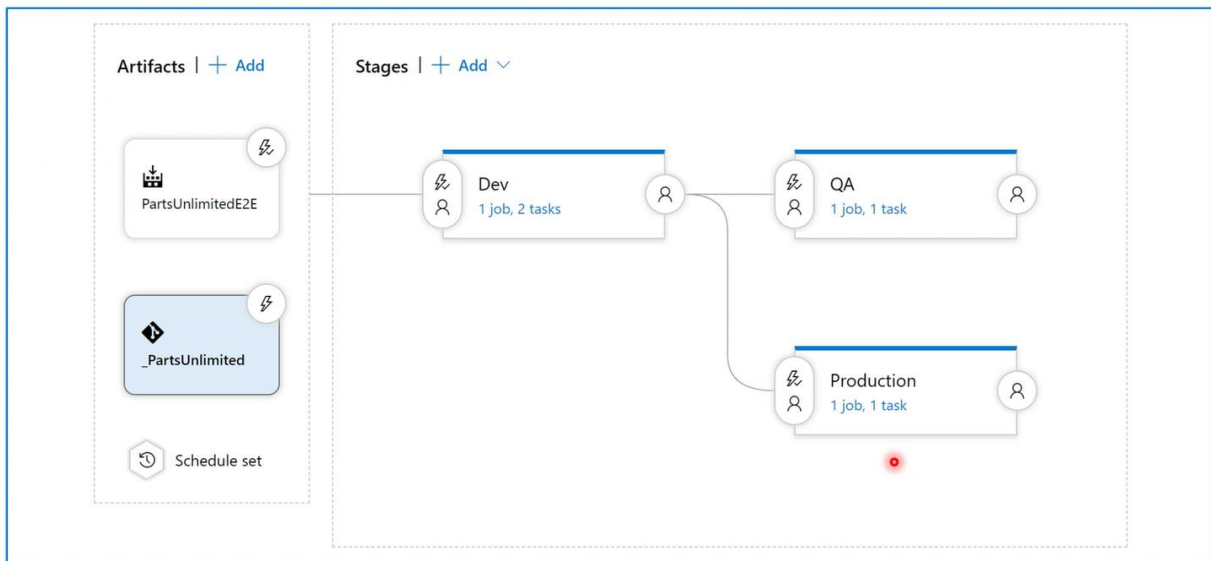 Artifacts | + Add
Stages | + Add
PartsUnlimitedE2E
Dev
1 job, 2 tasks
QA
1 job, 1 task
_PartsUnlimited
Production
1 job, 1 task
Schedule set